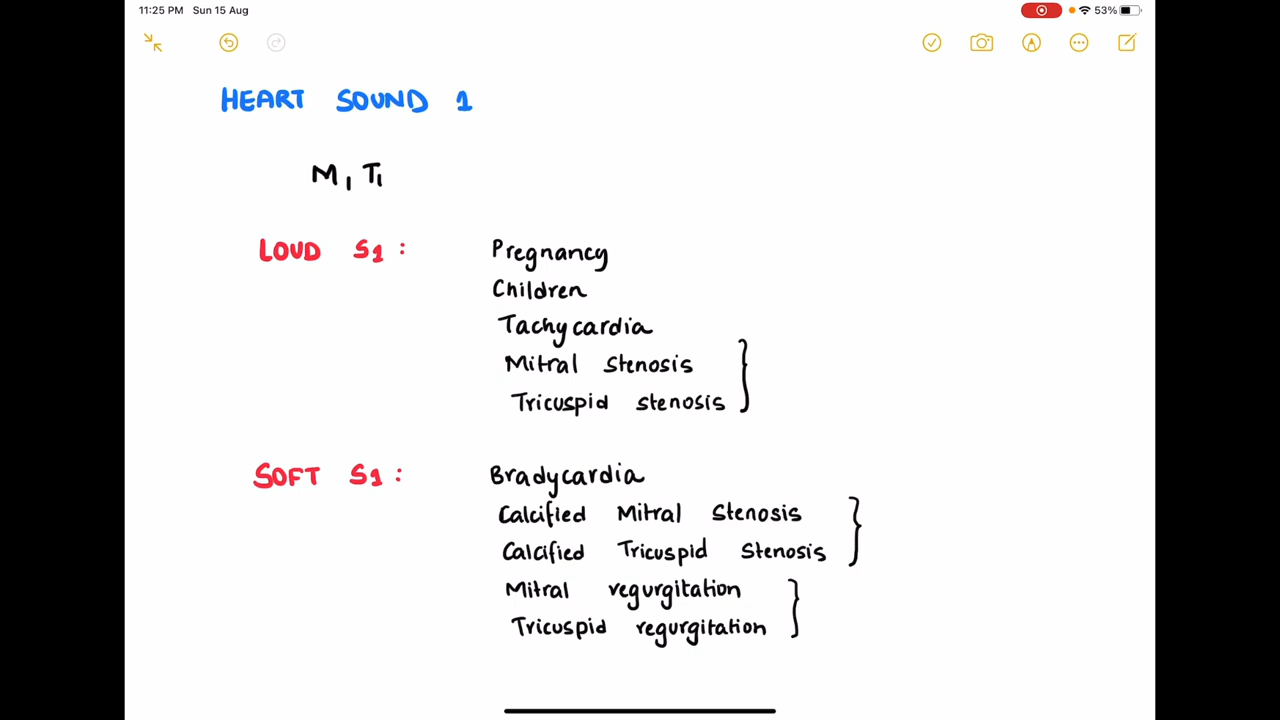 11:25 PM Sun 15 Aug 53%
HEART SOUND 1
M1 T1
LOUD S1 : Pregnancy
Children
Tachycardia
Mitral stenosis
Tricuspid stenosis
SOFT S1 : Bradycardia
Calcified Mitral Stenosis
Calcified Tricuspid Stenosis
Mitral regurgitation
Tricuspid regurgitation